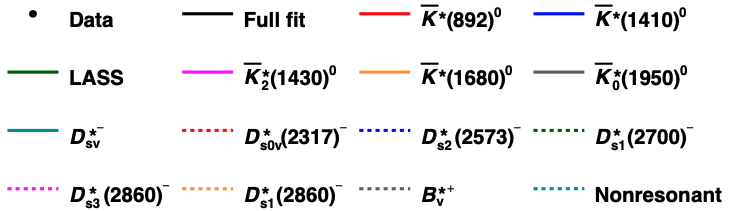 Data Full fit K̅*(892)⁰ K̅*(1410)⁰
LASS K̅₂*(1430)⁰ K̅*(1680)⁰ K̅₀*(1950)⁰
D*ₛᵥ⁻ D*ₛ₀ᵥ(2317)⁻ D*ₛ₂(2573)⁻ D*ₛ₁(2700)⁻
D*ₛ₃(2860)⁻ D*ₛ₁(2860)⁻ B*ᵥ⁺ Nonresonant